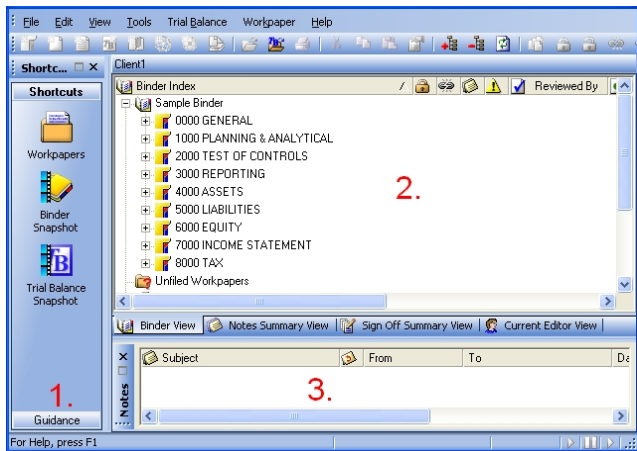 File Edit View Tools Trial Balance Workpaper Help
Shortc...
Client1
Shortcuts
Binder Index / Reviewed By
Sample Binder
0000 GENERAL
1000 PLANNING & ANALYTICAL
2000 TEST OF CONTROLS
3000 REPORTING
4000 ASSETS
5000 LIABILITIES
6000 EQUITY
7000 INCOME STATEMENT
8000 TAX
Unfiled Workpapers
Workpapers
Binder
Snapshot
Trial Balance
Snapshot
2.
Binder View Notes Summary View Sign Off Summary View Current Editor View
Notes
Subject From To Da
3.
1.
Guidance
For Help, press F1